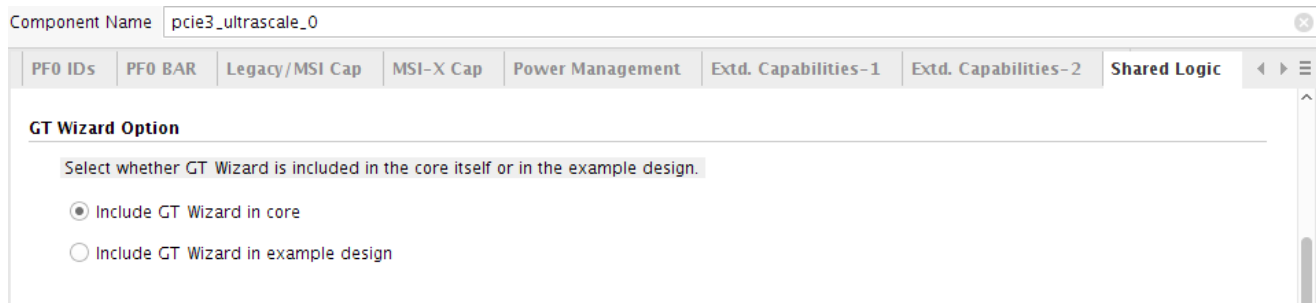 Component Name pcie3_ultrascale_0
PF0 IDs PF0 BAR Legacy/MSI Cap MSI-X Cap Power Management Extd. Capabilities-1 Extd. Capabilities-2 Shared Logic
GT Wizard Option
Select whether GT Wizard is included in the core itself or in the example design.
Include GT Wizard in core
Include GT Wizard in example design